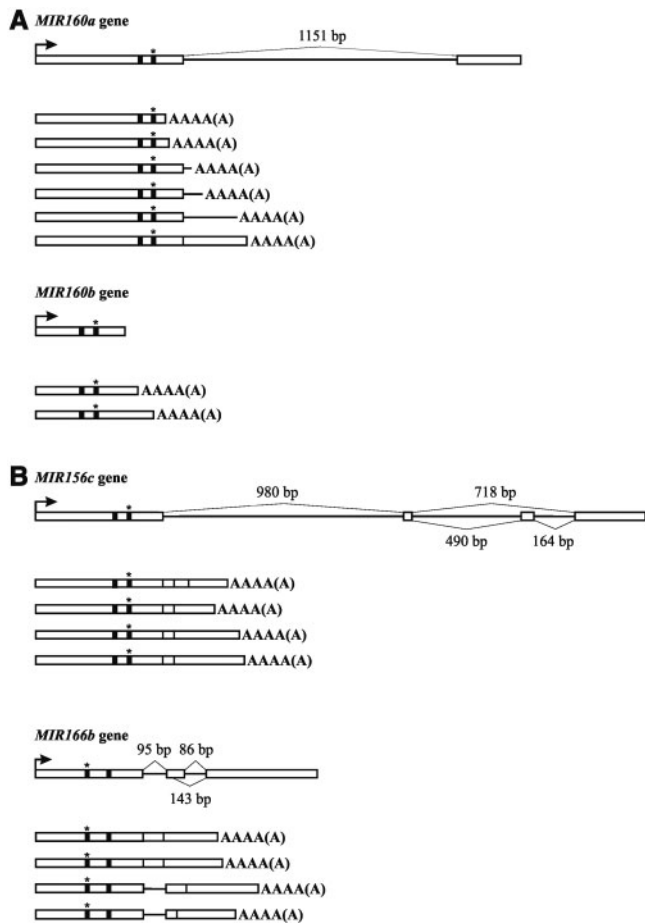 A
MIR160a gene
1151 bp
*
*
AAAA(A)
*
AAAA(A)
*
AAAA(A)
*
AAAA(A)
*
AAAA(A)
*
AAAA(A)
MIR160b gene
*
*
AAAA(A)
*
AAAA(A)
B
MIR156c gene
980 bp 718 bp
*
490 bp 164 bp
*
AAAA(A)
*
AAAA(A)
*
AAAA(A)
*
AAAA(A)
MIR166b gene
95 bp 86 bp
*
143 bp
*
AAAA(A)
*
AAAA(A)
*
AAAA(A)
*
AAAA(A)